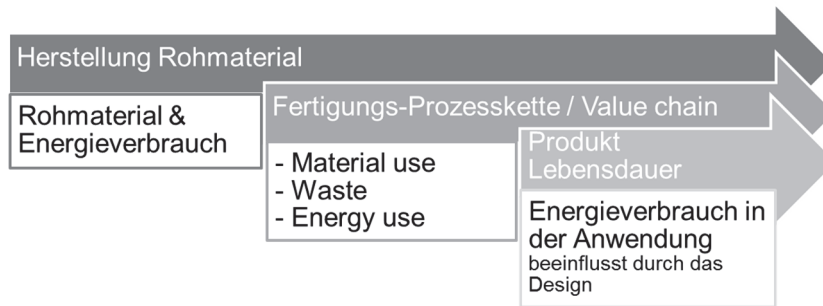 Herstellung Rohmaterial
Rohmaterial &
Energieverbrauch
Fertigungs-Prozesskette / Value chain
- Material use
- Waste
- Energy use
Produkt
Lebensdauer
Energieverbrauch in
der Anwendung
beeinflusst durch das
Design